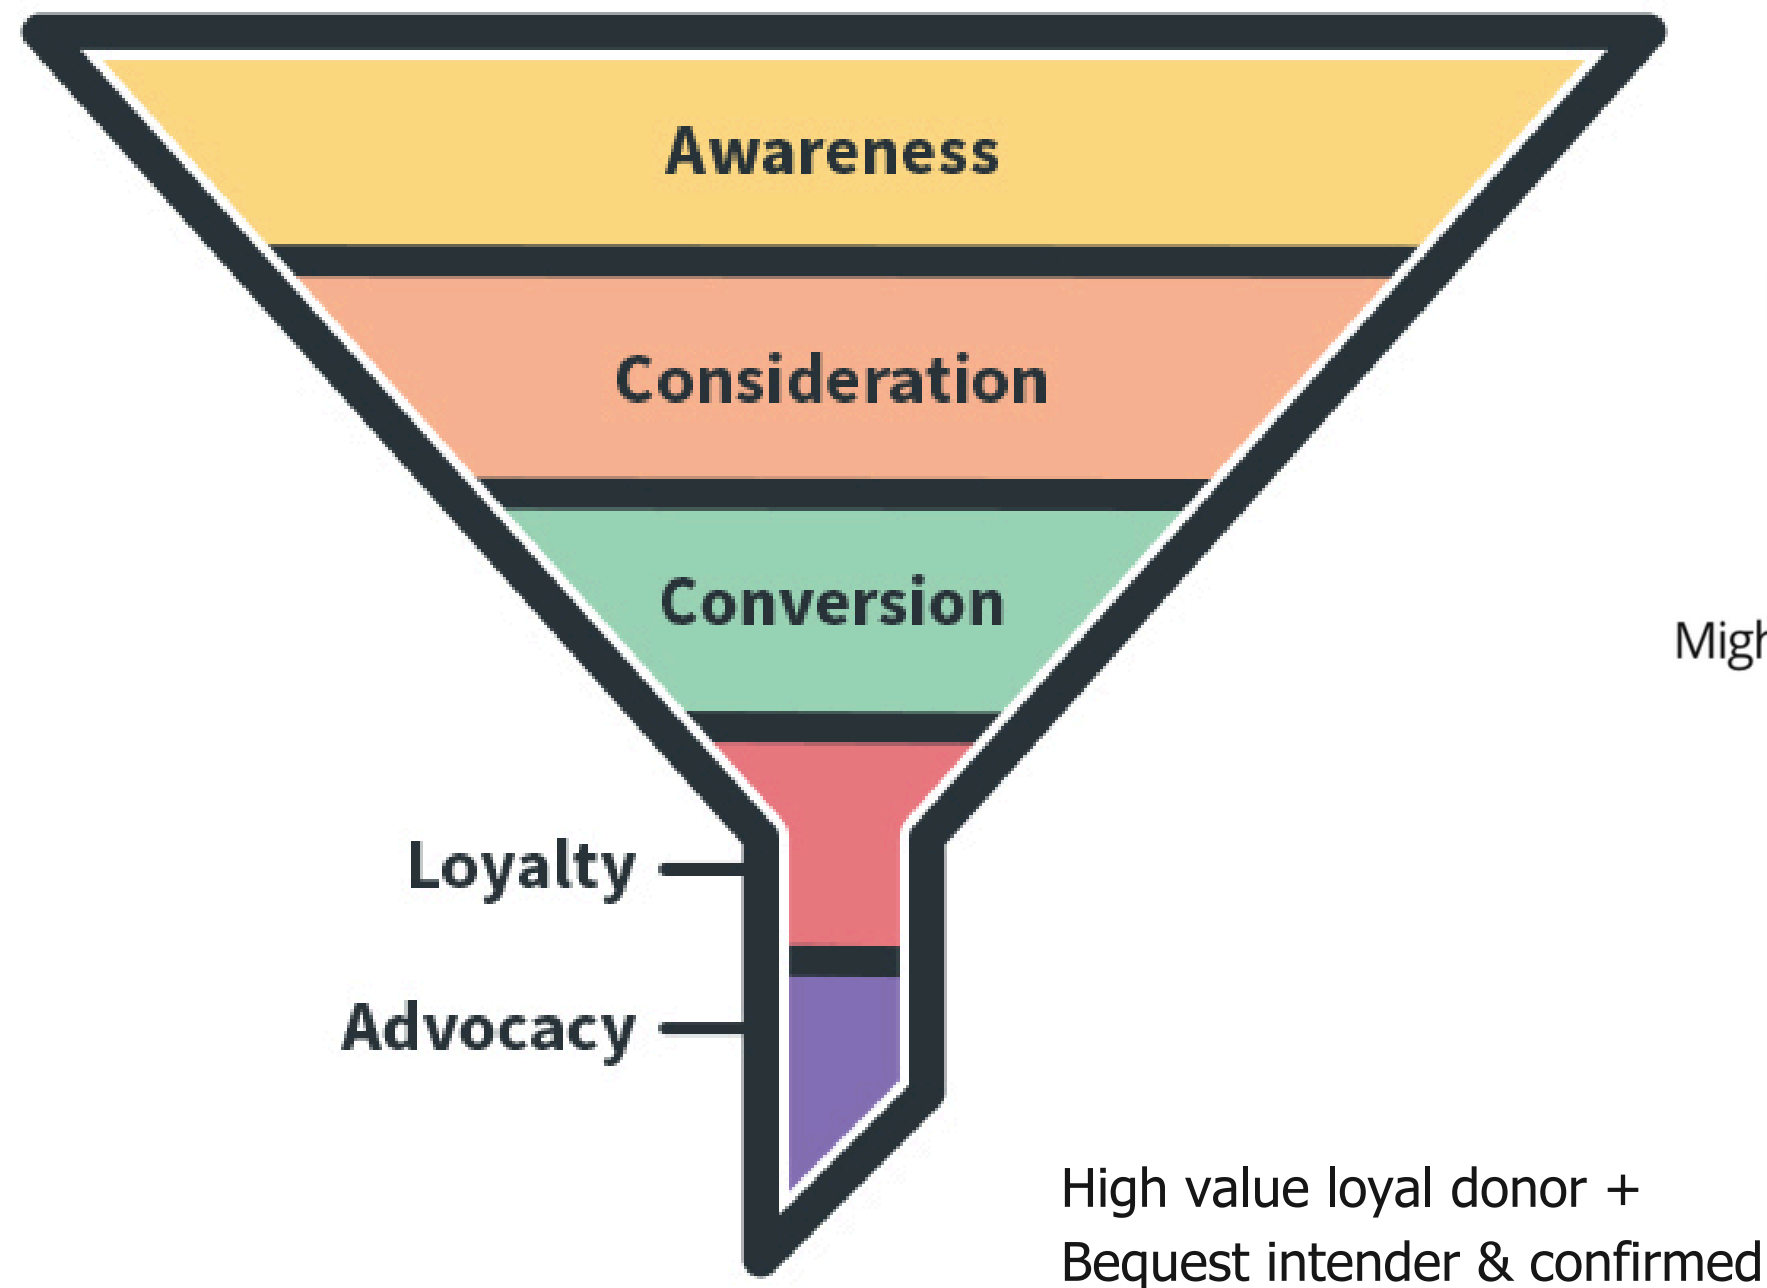 Awareness
Consideration
Conversion
Loyalty
Advocacy
High value loyal donor +
Bequest intender & confirmed